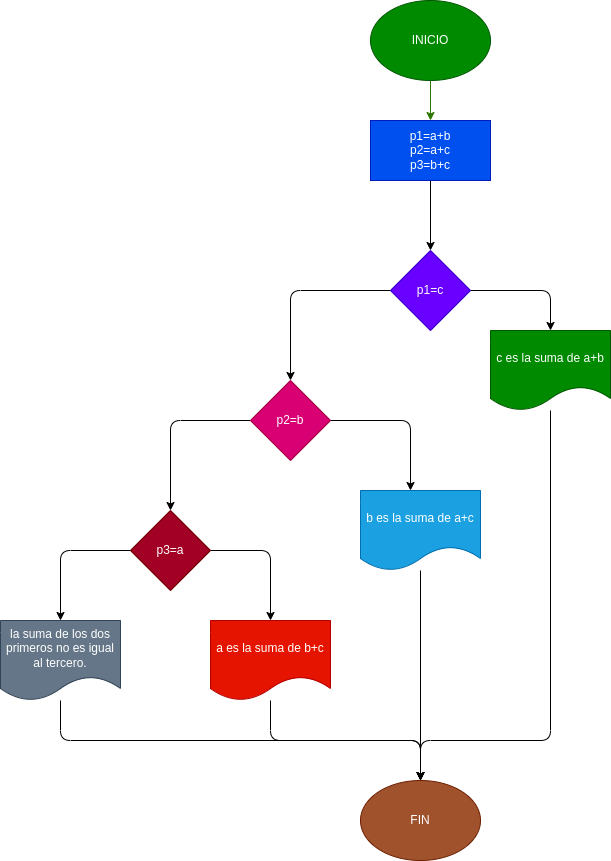 INICIO
p1=a+b
p2=a+c
p3=b+c
p1=c
c es la suma de a+b
p2=b
b es la suma de a+c
p3=a
la suma de los dos
primeros no es igual
al tercero.
a es la suma de b+c
FIN